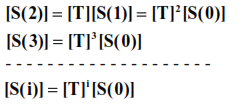 [S(2)] = [T][S(1)] = [T]²[S(0)]
[S(3)] = [T]³[S(0)]
- - - - - - - - - - - - - - - - - - - -
[S(i)] = [T]ⁱ[S(0)]